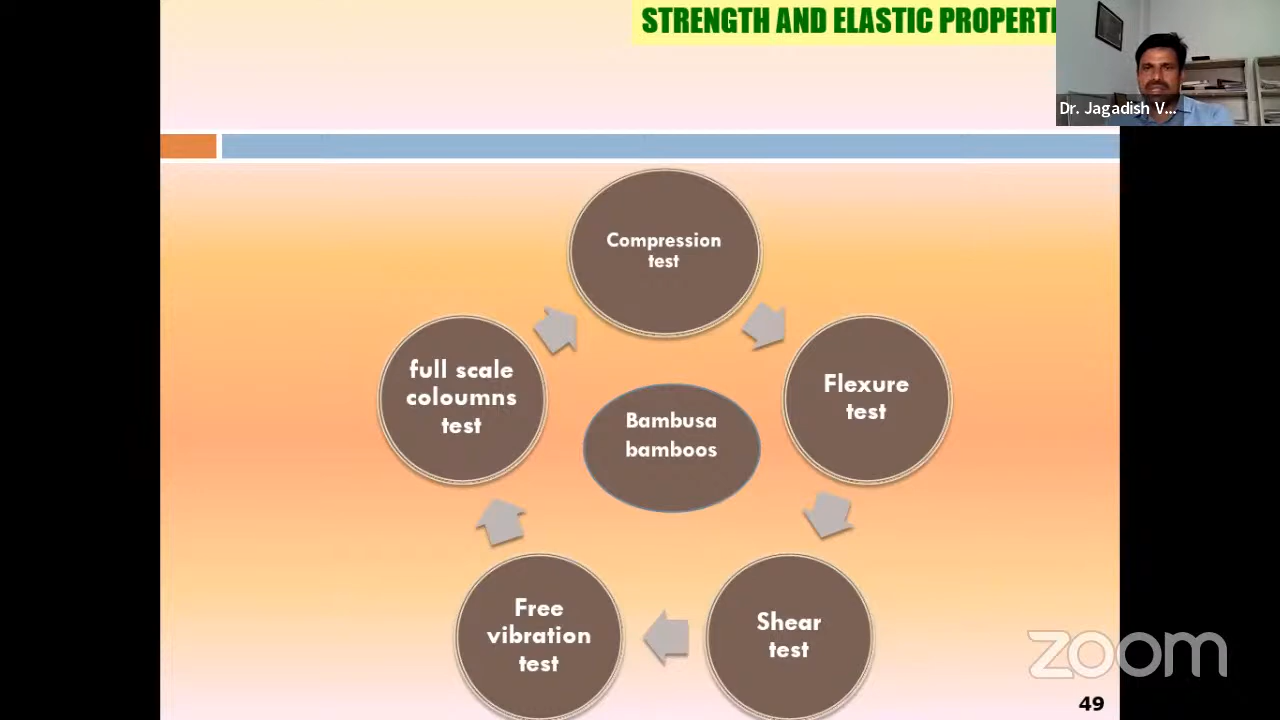 STRENGTH AND ELASTIC PROPERTI
Dr. Jagadish V...
Compression
test
full scale
coloumns
test
Flexure
test
Bambusa
bamboos
Free
vibration
test
Shear
test
zoom
49